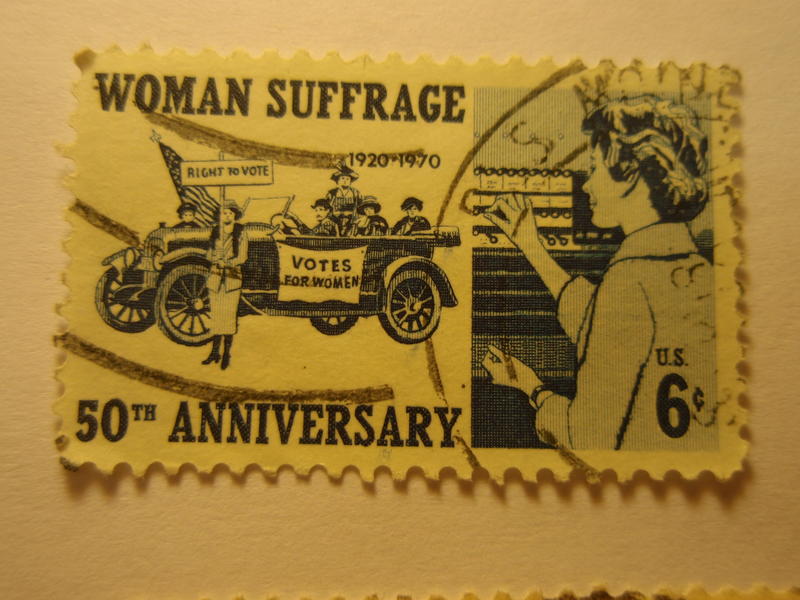 WOMAN SUFFRAGE
1920·1970
RIGHT TO VOTE
VOTES
FOR WOMEN
U.S.
6¢
50TH ANNIVERSARY